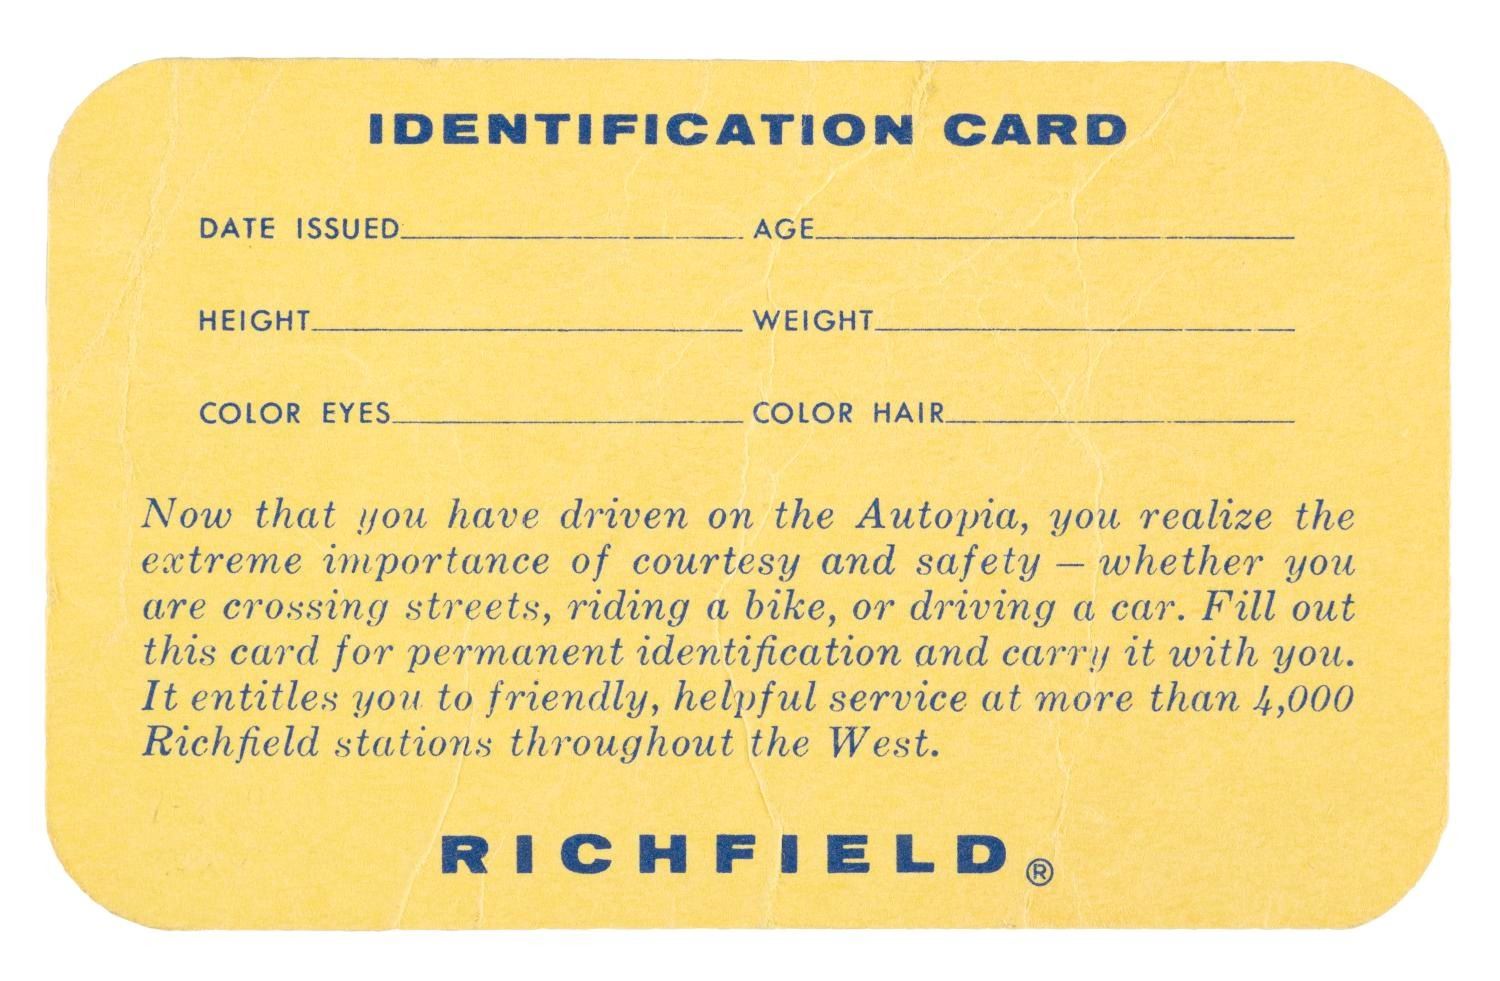 IDENTIFICATION CARD
DATE ISSUED AGE
HEIGHT WEIGHT
COLOR EYES COLOR HAIR
Now that you have driven on the Autopia, you realize the
extreme importance of courtesy and safety — whether you
are crossing streets, riding a bike, or driving a car. Fill out
this card for permanent identification and carry it with you.
It entitles you to friendly, helpful service at more than 4,000
Richfield stations throughout the West.
RICHFIELD®